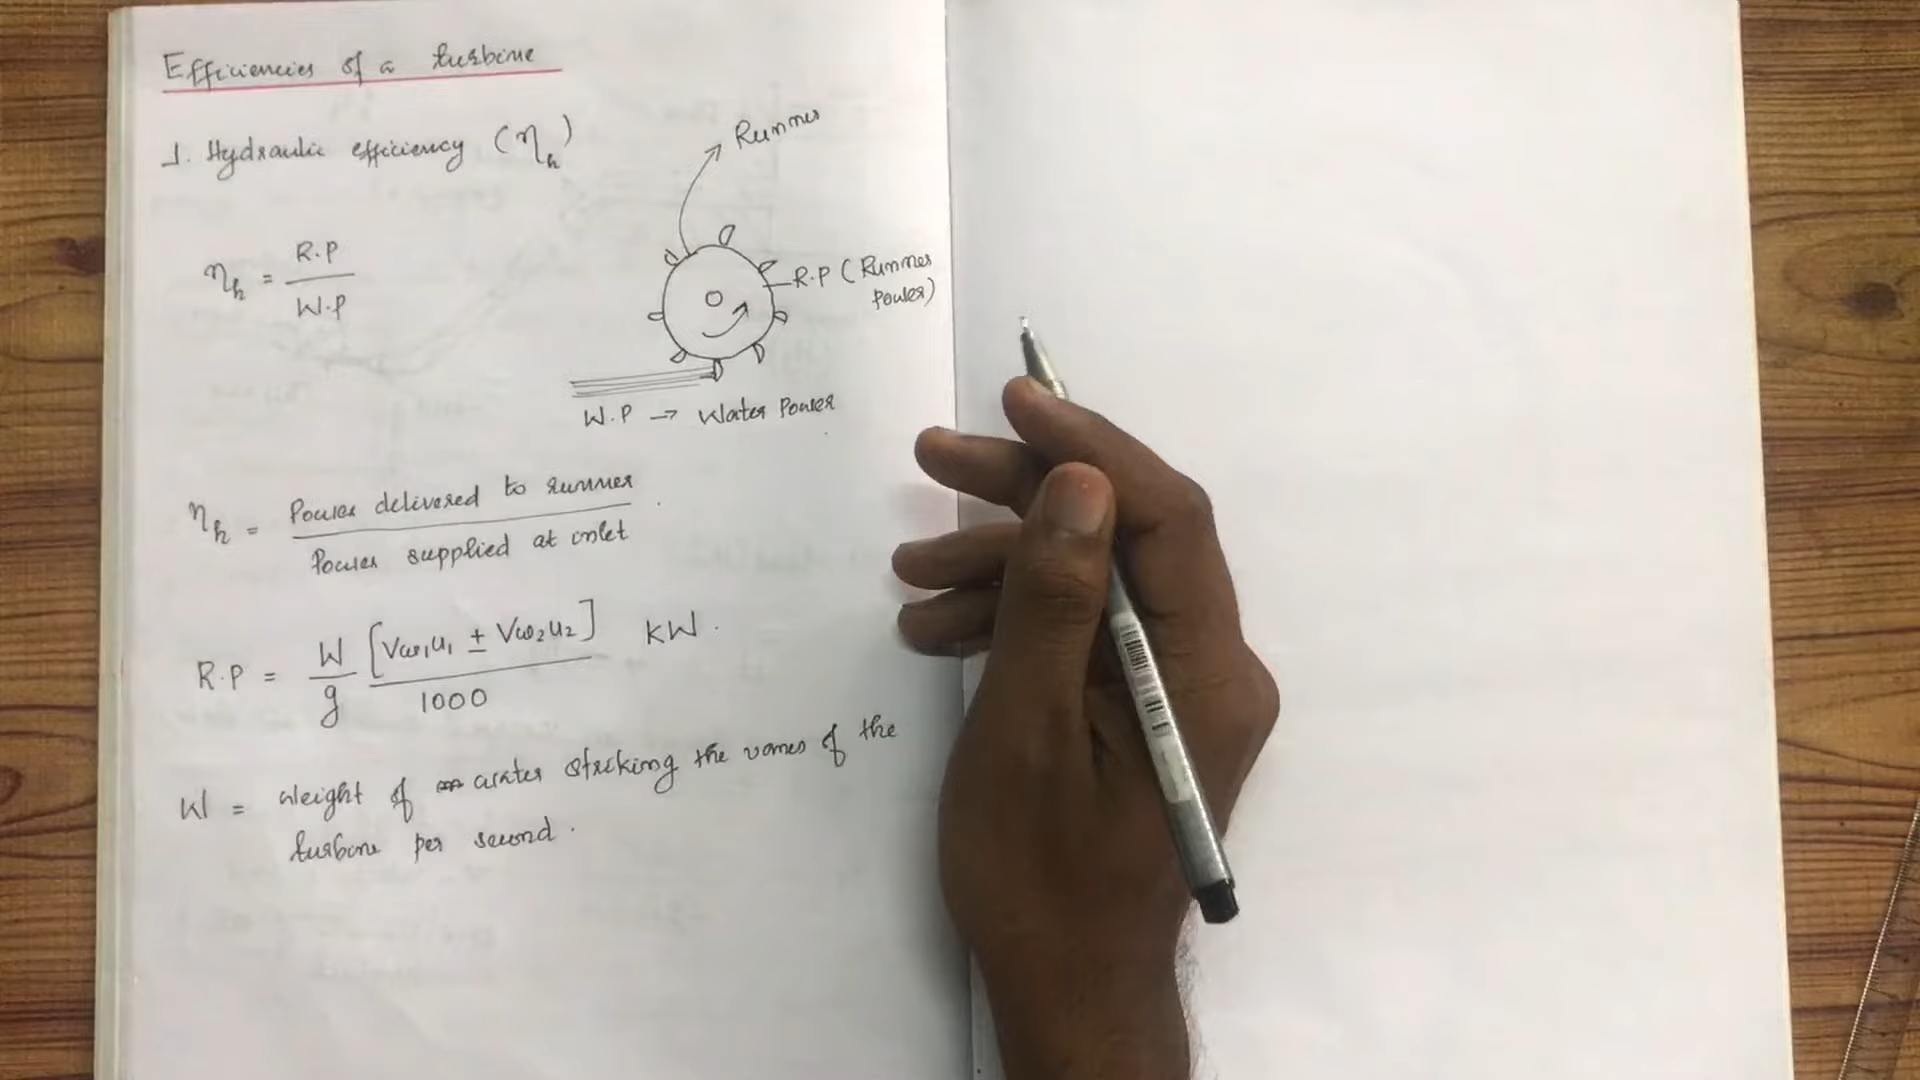 Efficiencies of a turbine
1. Hydraulic efficiency (ηh)
Runner
ηh = R.P / W.P
R.P (Runner
Power)
W.P → Water Power
ηh = Power delivered to runner / Power supplied at inlet
R.P = W/g [Vw1u1 ± Vw2u2] / 1000 KW.
W = Weight of water striking the vanes of the
turbine per second.